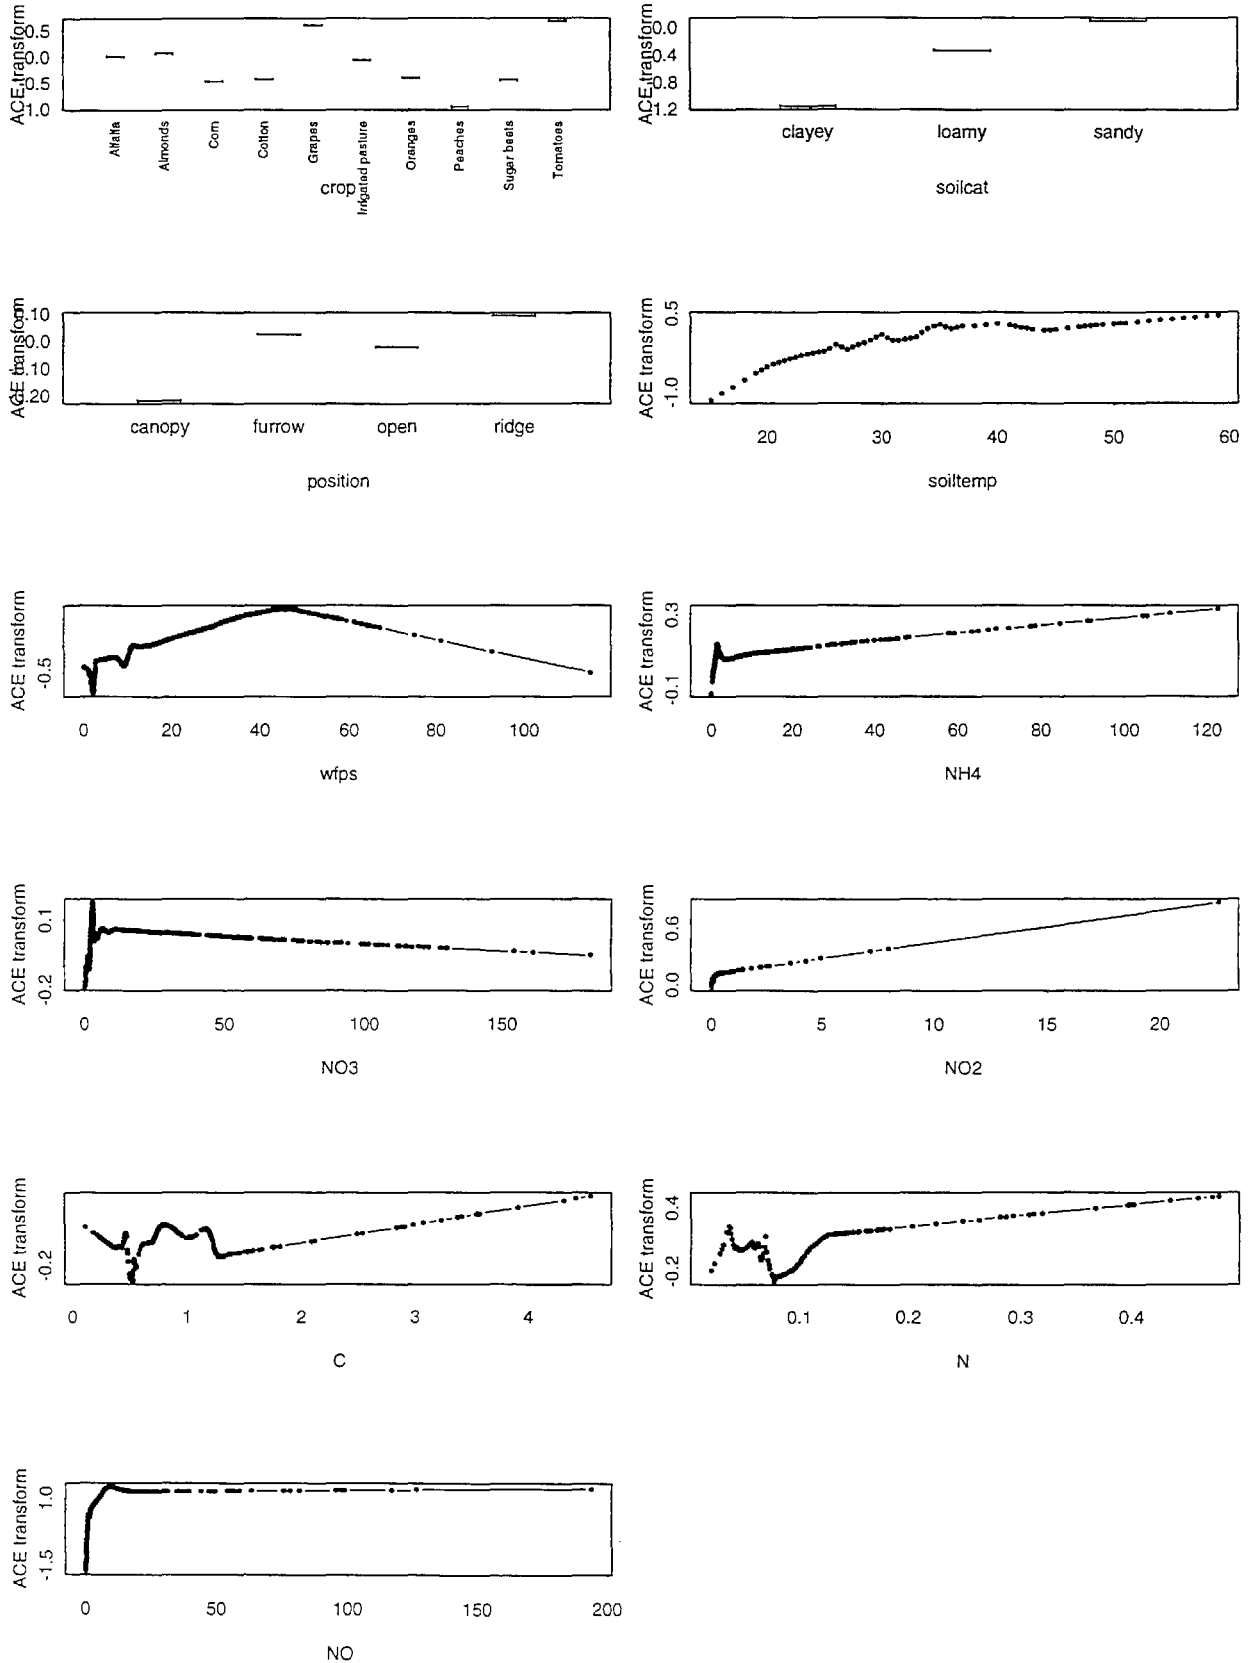 ACE transform
0.5
0.0
0.5
1.0
Alfalfa
Almonds
Corn
Cotton
Grapes
Irrigated pasture
Oranges
Peaches
Sugar beets
Tomatoes
crop
ACE transform
0.0
0.4
0.8
1.2
clayey loamy sandy
soilcat
ACE transform
0.10
0.0
0.10
0.20
canopy furrow open ridge
position
ACE transform
0.5
-1.0
20 30 40 50 60
soiltemp
ACE transform
-0.5
0 20 40 60 80 100
wfps
ACE transform
0.3
-0.1
0 20 40 60 80 100 120
NH4
ACE transform
0.1
-0.2
0 50 100 150
NO3
ACE transform
0.6
0.0
0 5 10 15 20
NO2
ACE transform
-0.2
0 1 2 3 4
C
ACE transform
0.4
-0.2
0.1 0.2 0.3 0.4
N
ACE transform
1.0
-1.5
0 50 100 150 200
NO